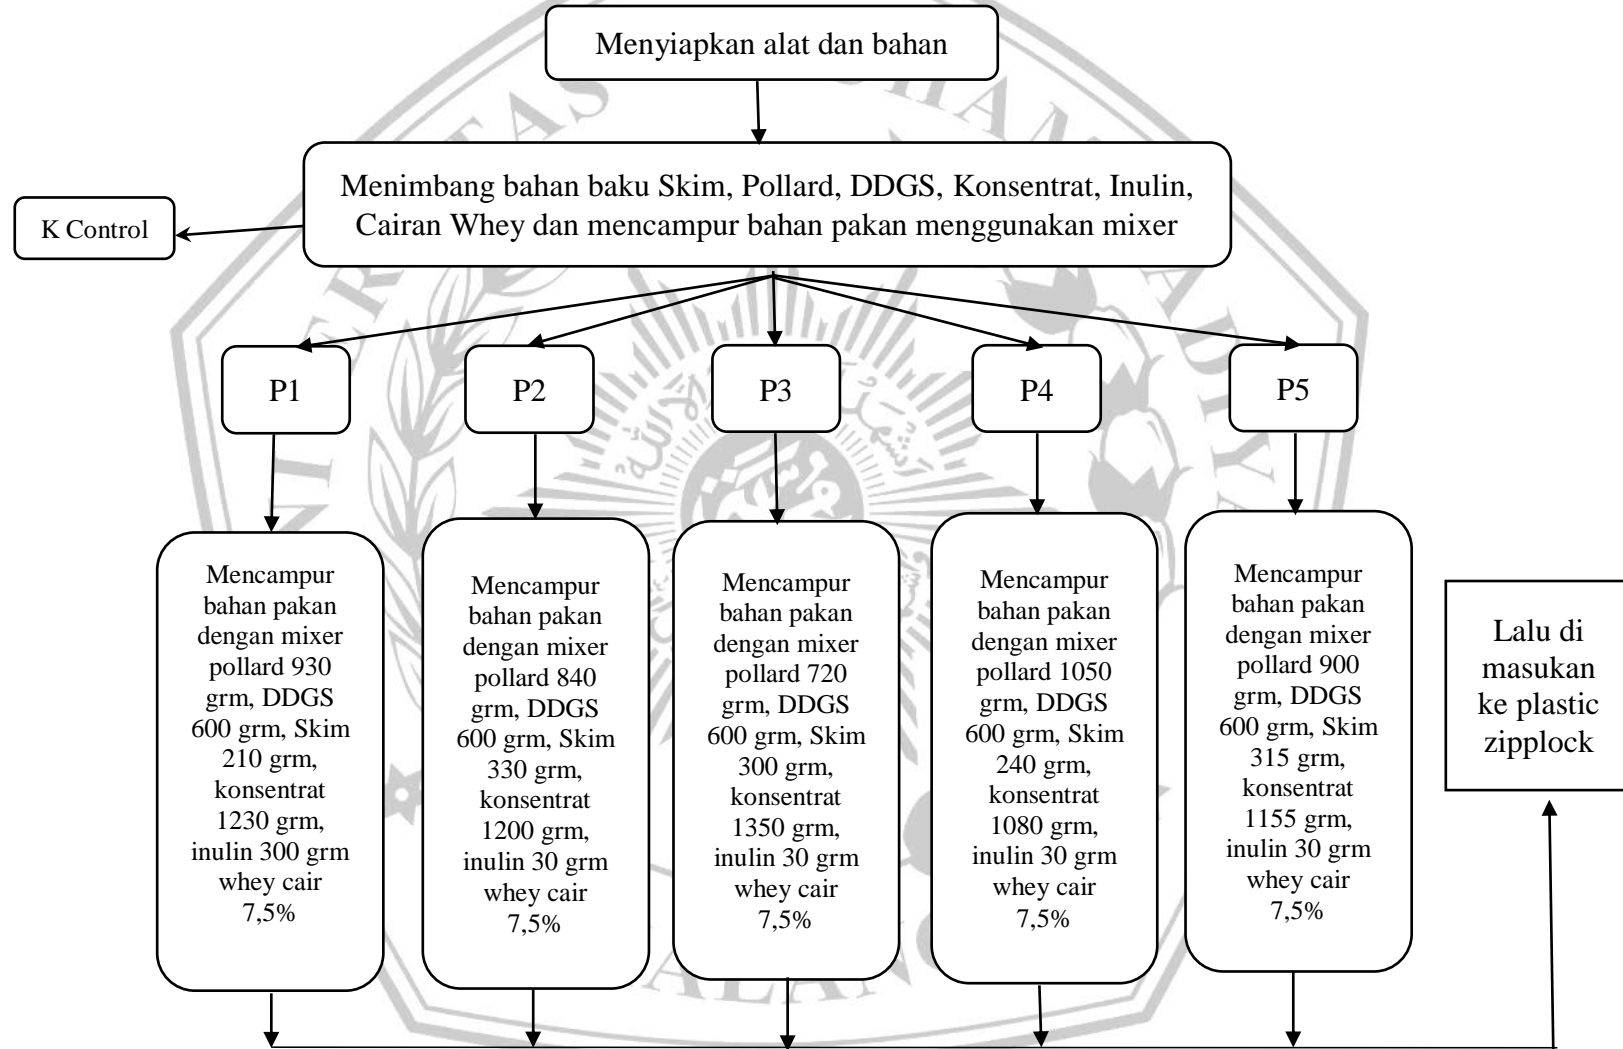 Menyiapkan alat dan bahan
Menimbang bahan baku Skim, Pollard, DDGS, Konsentrat, Inulin,
Cairan Whey dan mencampur bahan pakan menggunakan mixer
K Control
P1
P2
P3
P4
P5
Mencampur
bahan pakan
dengan mixer
pollard 930
grm, DDGS
600 grm, Skim
210 grm,
konsentrat
1230 grm,
inulin 300 grm
whey cair
7,5%
Mencampur
bahan pakan
dengan mixer
pollard 840
grm, DDGS
600 grm, Skim
330 grm,
konsentrat
1200 grm,
inulin 30 grm
whey cair
7,5%
Mencampur
bahan pakan
dengan mixer
pollard 720
grm, DDGS
600 grm, Skim
300 grm,
konsentrat
1350 grm,
inulin 30 grm
whey cair
7,5%
Mencampur
bahan pakan
dengan mixer
pollard 1050
grm, DDGS
600 grm, Skim
240 grm,
konsentrat
1080 grm,
inulin 30 grm
whey cair
7,5%
Mencampur
bahan pakan
dengan mixer
pollard 900
grm, DDGS
600 grm, Skim
315 grm,
konsentrat
1155 grm,
inulin 30 grm
whey cair
7,5%
Lalu di
masukan
ke plastic
zipplock